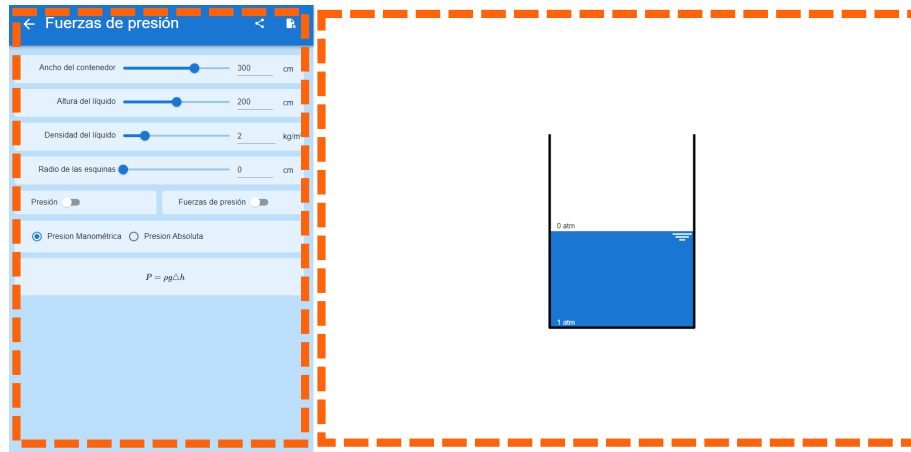 Fuerzas de presión
Ancho del contenedor 300 cm
Altura del líquido 200 cm
Densidad del líquido 2 kg/m
Radio de las esquinas 0 cm
Presión Fuerzas de presión
Presion Manométrica Presion Absoluta
P = ρg△h
0 atm
1 atm